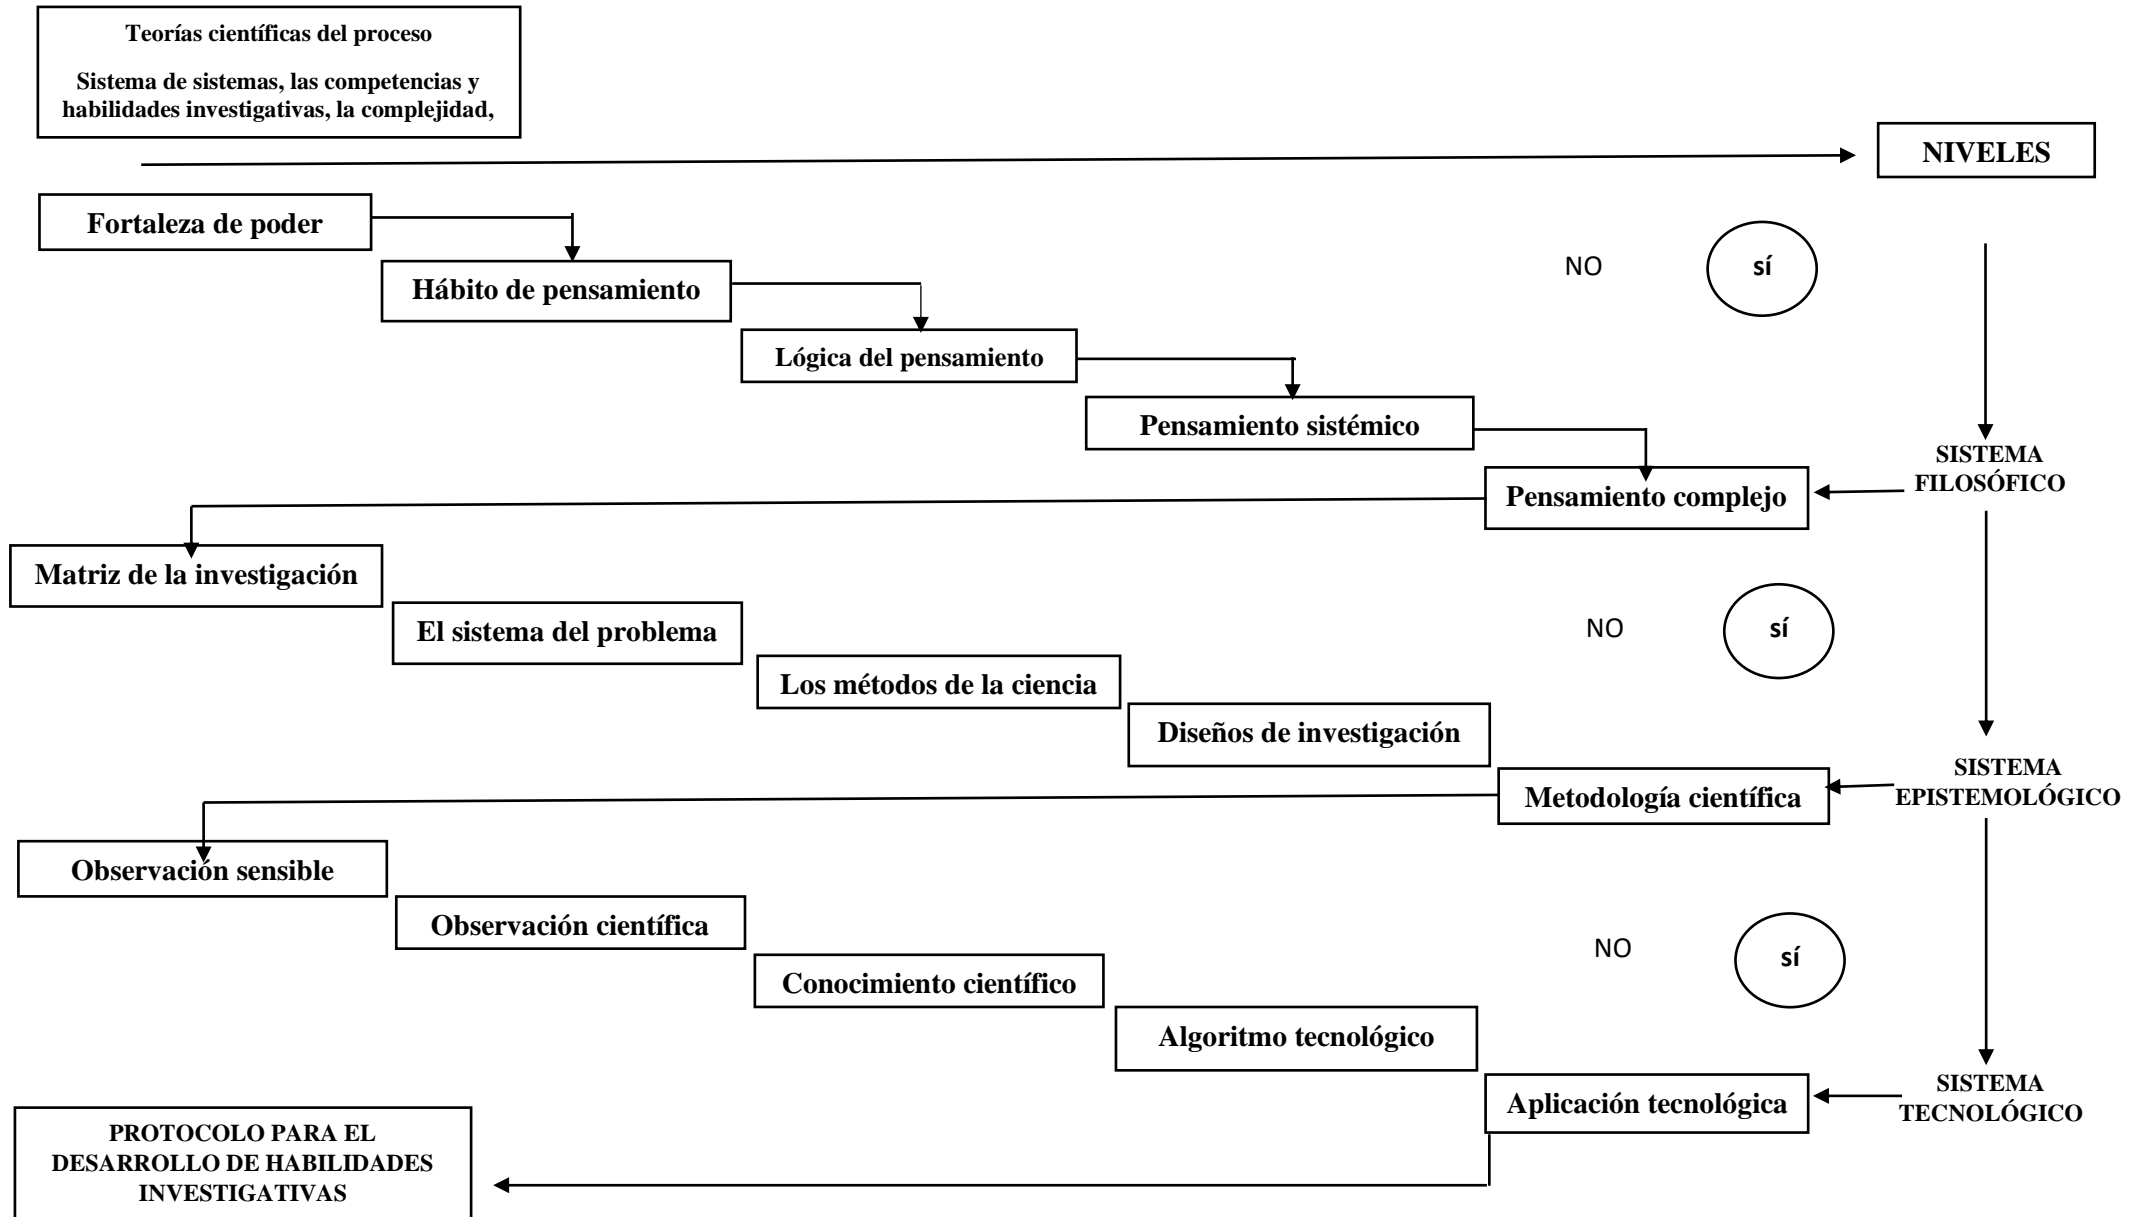 Teorías científicas del proceso
Sistema de sistemas, las competencias y
habilidades investigativas, la complejidad,
NIVELES
Fortaleza de poder
Hábito de pensamiento
NO
sí
Lógica del pensamiento
Pensamiento sistémico
SISTEMA
FILOSÓFICO
Pensamiento complejo
Matriz de la investigación
El sistema del problema
NO
sí
Los métodos de la ciencia
Diseños de investigación
SISTEMA
EPISTEMOLÓGICO
Metodología científica
Observación sensible
Observación científica
NO
sí
Conocimiento científico
Algoritmo tecnológico
SISTEMA
TECNOLÓGICO
Aplicación tecnológica
PROTOCOLO PARA EL
DESARROLLO DE HABILIDADES
INVESTIGATIVAS